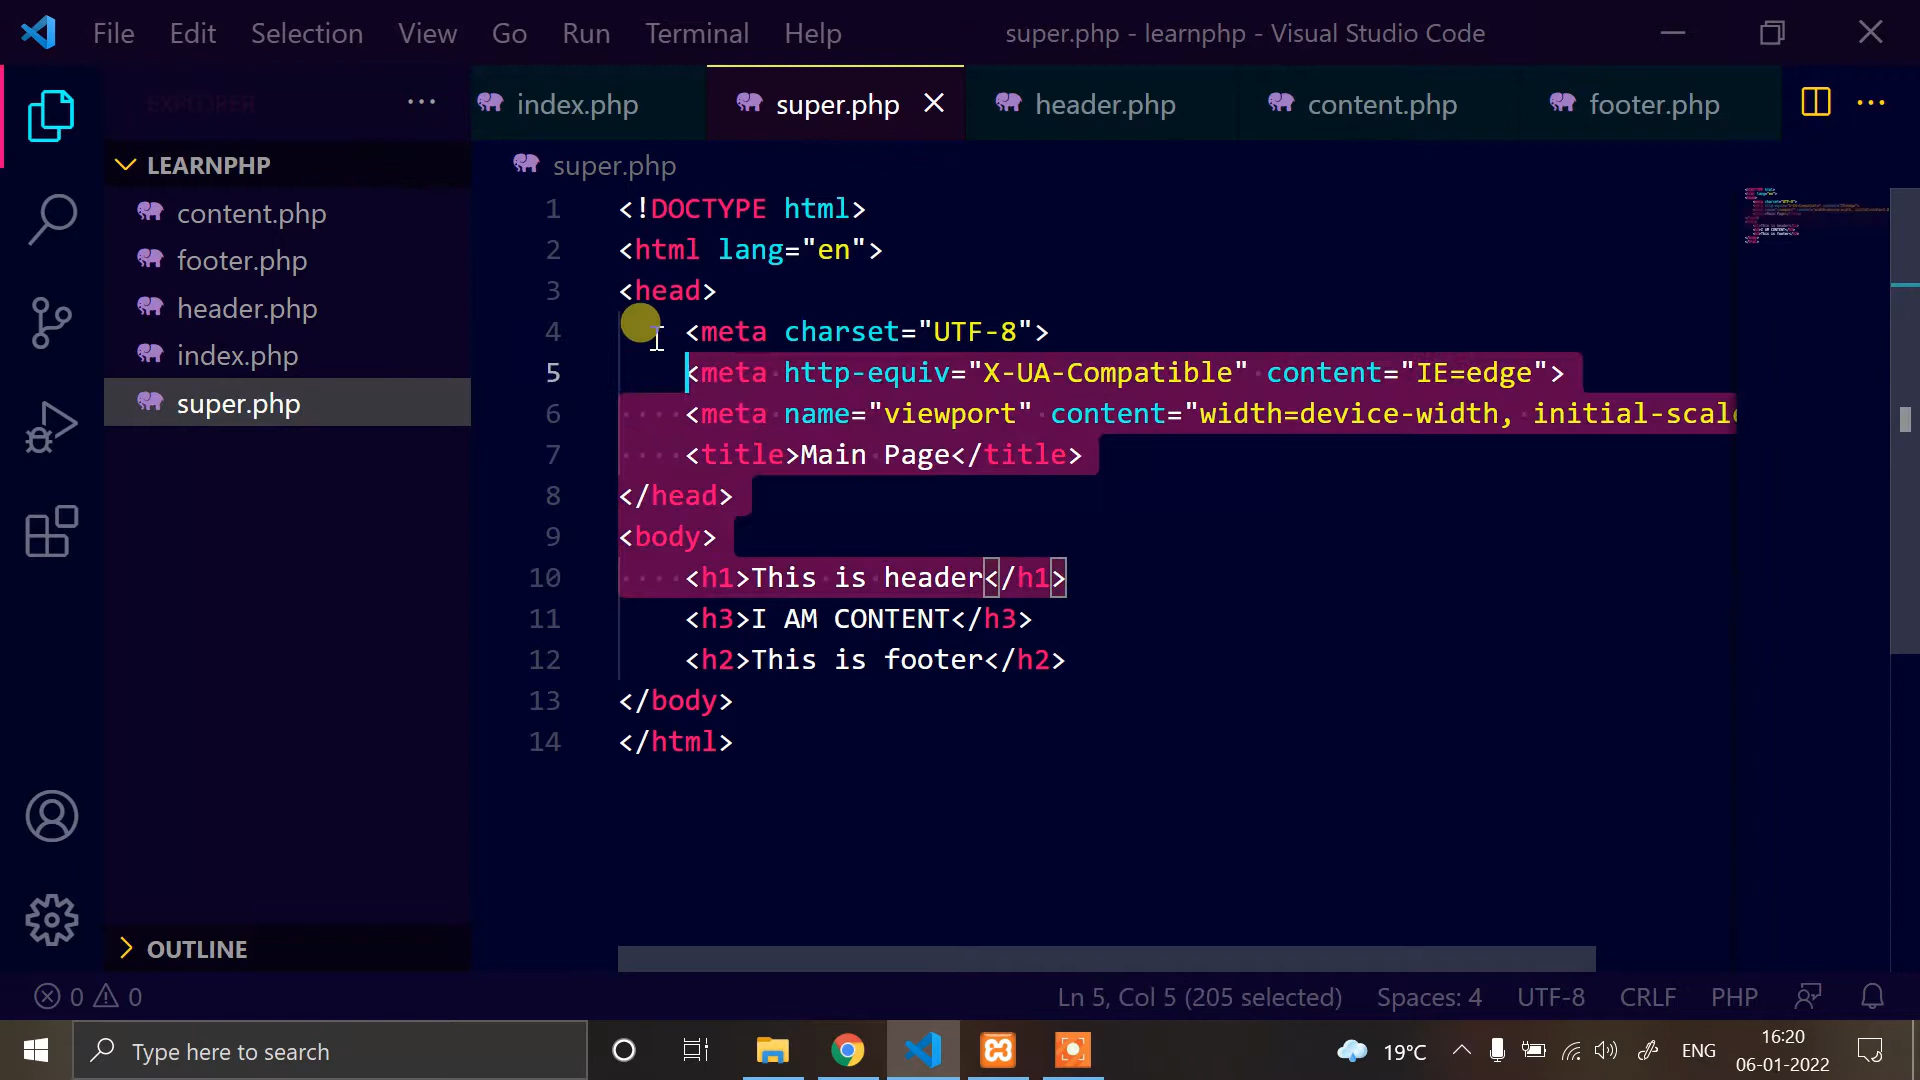 File Edit Selection View Go Run Terminal Help super.php - learnphp - Visual Studio Code
EXPLORER
index.php super.php header.php content.php footer.php
LEARNPHP
content.php
footer.php
header.php
index.php
super.php
OUTLINE
super.php
1 <!DOCTYPE html>
2 <html lang="en">
3 <head>
4 <meta charset="UTF-8">
5 <meta http-equiv="X-UA-Compatible" content="IE=edge">
6 <meta name="viewport" content="width=device-width, initial-scale
7 <title>Main Page</title>
8 </head>
9 <body>
10 <h1>This is header</h1>
11 <h3>I AM CONTENT</h3>
12 <h2>This is footer</h2>
13 </body>
14 </html>
0 0 Ln 5, Col 5 (205 selected) Spaces: 4 UTF-8 CRLF PHP
Type here to search 19°C ENG 16:20
06-01-2022